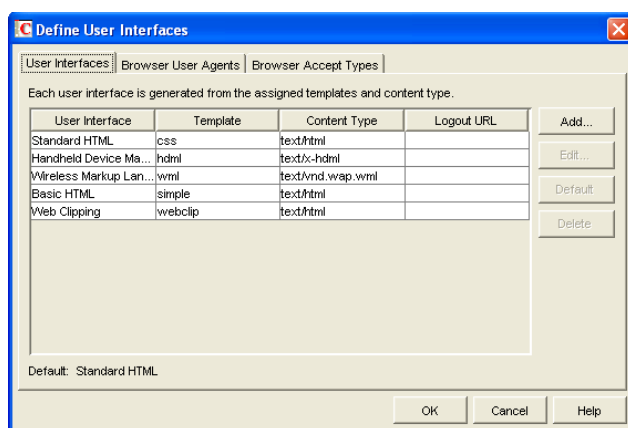 C Define User Interfaces
User Interfaces Browser User Agents Browser Accept Types
Each user interface is generated from the assigned templates and content type.
User Interface Template Content Type Logout URL Add...
Standard HTML css text/html
Handheld Device Ma... hdml text/x-hdml Edit...
Wireless Markup Lan... wml text/vnd.wap.wml
Basic HTML simple text/html Default
Web Clipping webclip text/html
Delete
Default: Standard HTML
OK Cancel Help